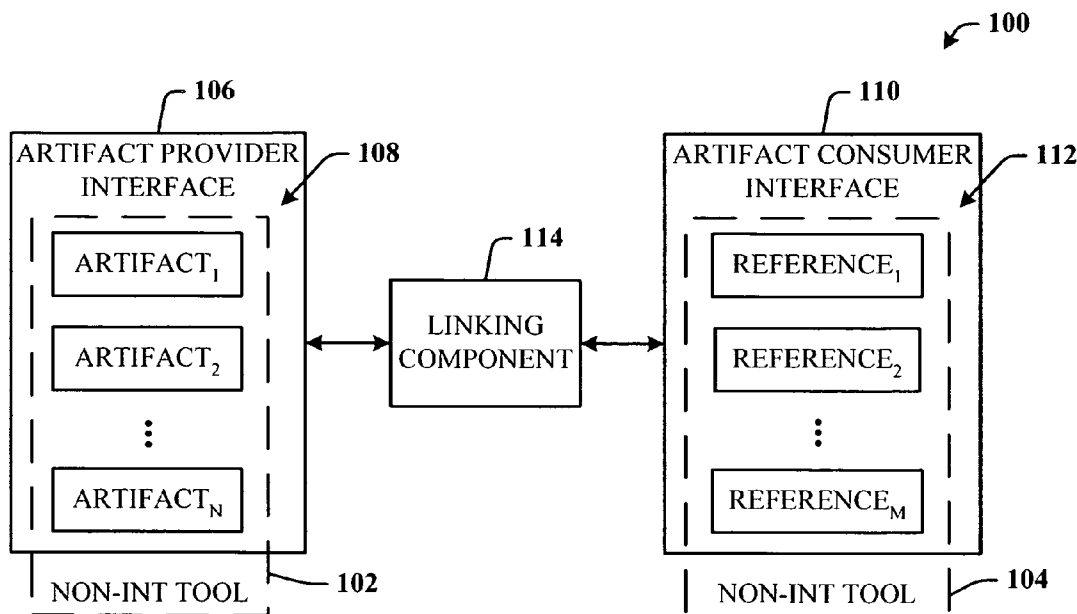 100
106
110
ARTIFACT PROVIDER
INTERFACE
108
ARTIFACT CONSUMER
INTERFACE
112
114
ARTIFACT1
REFERENCE1
LINKING
COMPONENT
ARTIFACT2
REFERENCE2
ARTIFACTN
REFERENCEM
NON-INT TOOL
102
NON-INT TOOL
104